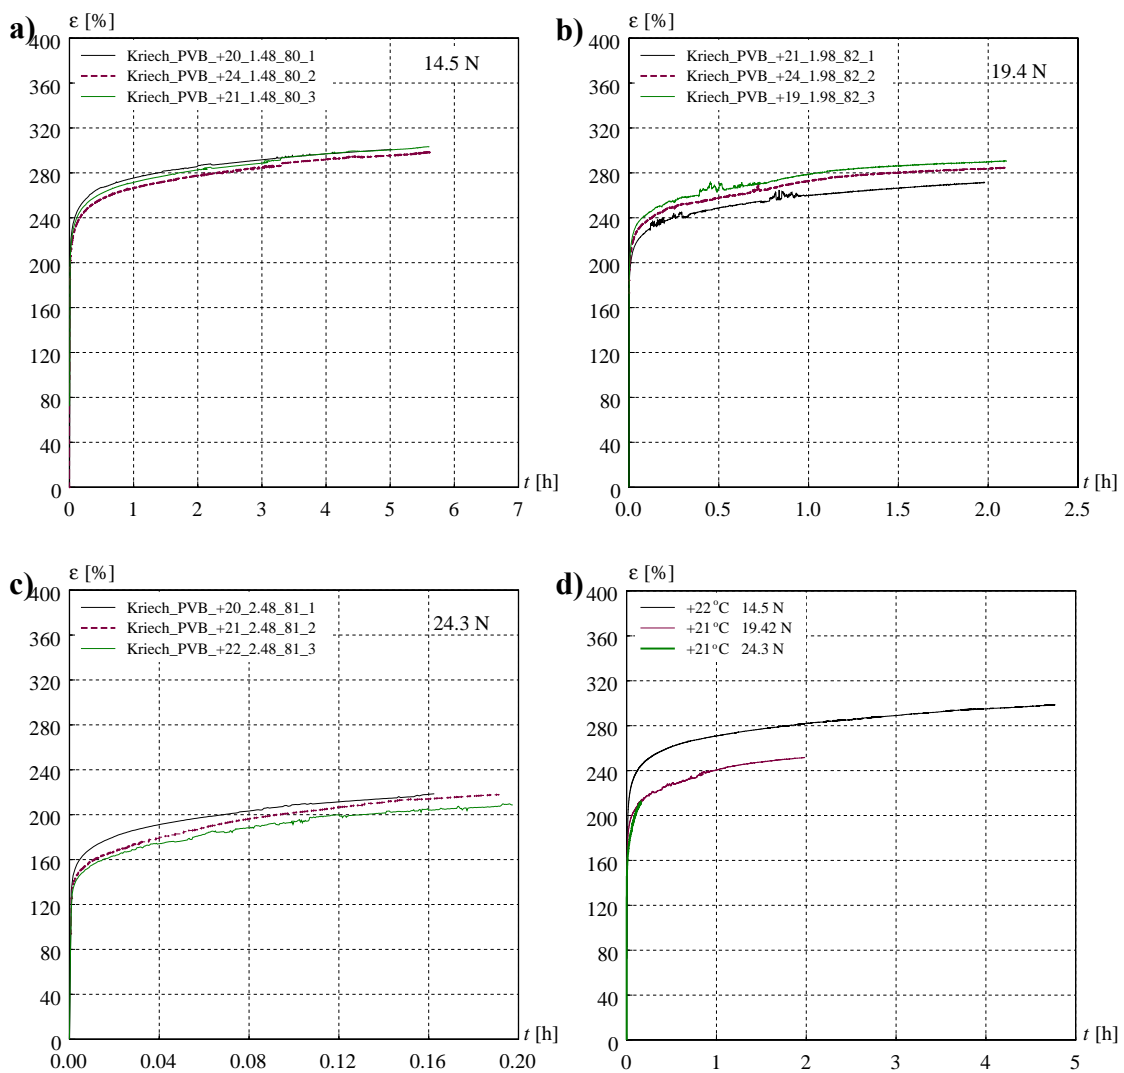 a)
ε [%]
400
360
320
280
240
200
160
120
80
40
0
Kriech_PVB_+20_1.48_80_1
Kriech_PVB_+24_1.48_80_2
Kriech_PVB_+21_1.48_80_3
14.5 N
t [h]
0 1 2 3 4 5 6 7
b)
ε [%]
400
360
320
280
240
200
160
120
80
40
0
Kriech_PVB_+21_1.98_82_1
Kriech_PVB_+24_1.98_82_2
Kriech_PVB_+19_1.98_82_3
19.4 N
t [h]
0.0 0.5 1.0 1.5 2.0 2.5
c)
ε [%]
400
360
320
280
240
200
160
120
80
40
0
Kriech_PVB_+20_2.48_81_1
Kriech_PVB_+21_2.48_81_2
Kriech_PVB_+22_2.48_81_3
24.3 N
t [h]
0.00 0.04 0.08 0.12 0.16 0.20
d)
ε [%]
400
360
320
280
240
200
160
120
80
40
0
+22°C 14.5 N
+21°C 19.42 N
+21°C 24.3 N
t [h]
0 1 2 3 4 5